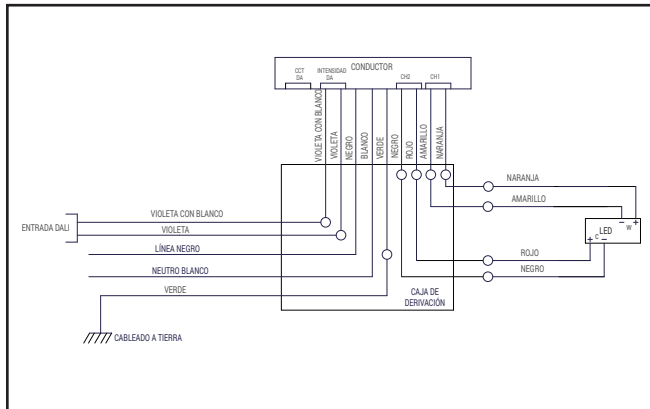 CONDUCTOR
CCT
DA
INTENSIDAD
DA
CH2
CH1
VIOLETA CON BLANCO
VIOLETA
NEGRO
BLANCO
VERDE
NEGRO
ROJO
AMARILLO
NARANJA
NARANJA
AMARILLO
ENTRADA DALI
VIOLETA CON BLANCO
VIOLETA
LÍNEA NEGRO
NEUTRO BLANCO
VERDE
CABLEADO A TIERRA
CAJA DE
DERIVACIÓN
ROJO
NEGRO
− W +
LED
+ C −